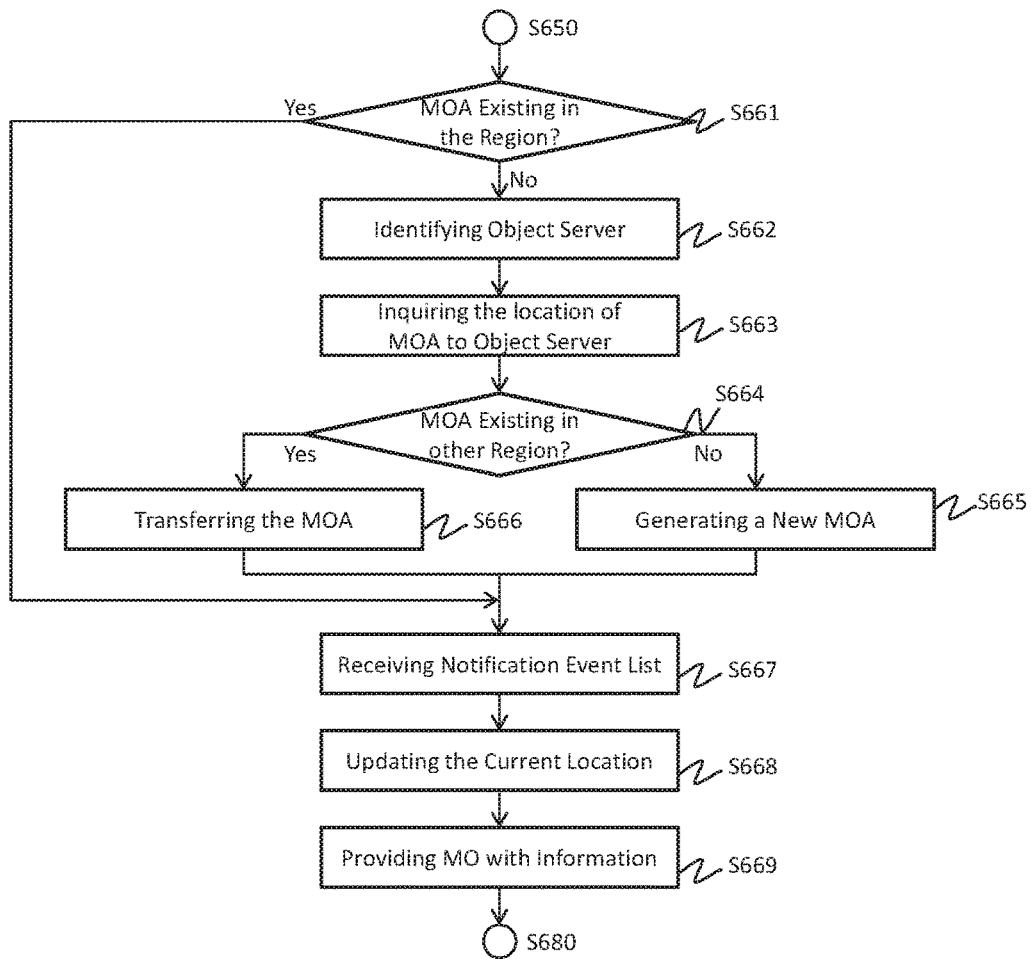 S650
Yes
MOA Existing in
the Region?
S661
No
Identifying Object Server
S662
Inquiring the location of
MOA to Object Server
S663
S664
MOA Existing in
other Region?
Yes
No
Transferring the MOA
S666
Generating a New MOA
S665
Receiving Notification Event List
S667
Updating the Current Location
S668
Providing MO with Information
S669
S680